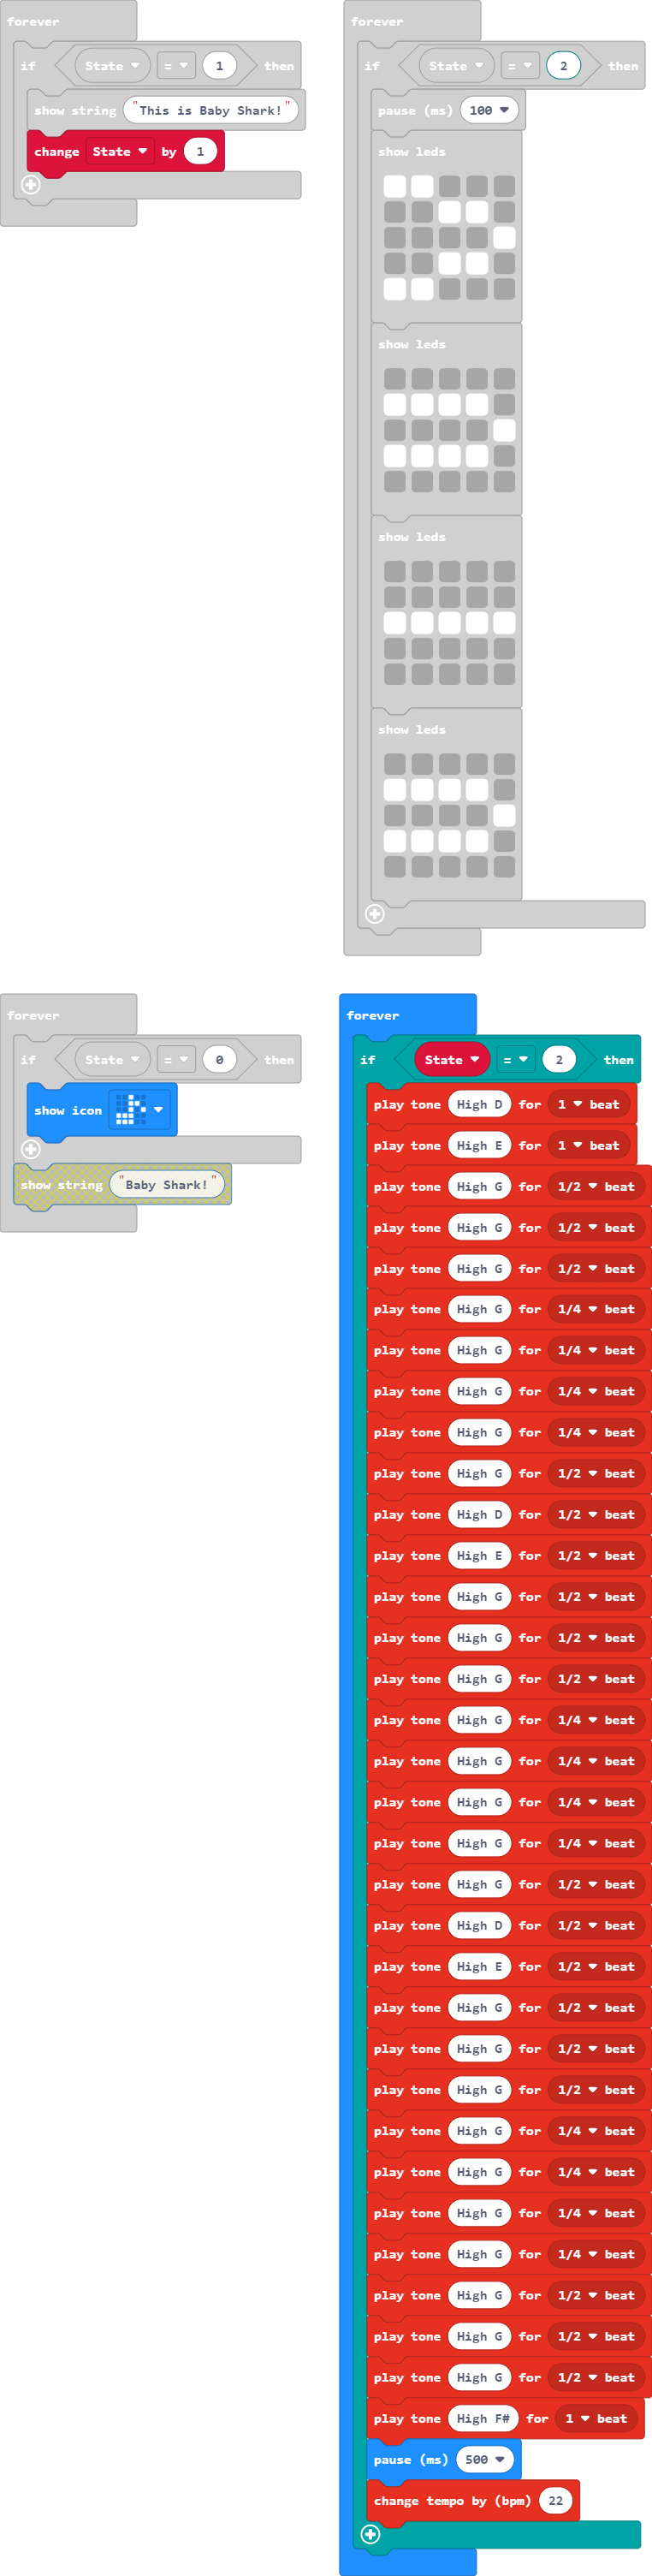 forever
if State = 1 then
show string "This is Baby Shark!"
change State by 1
forever
if State = 2 then
pause (ms) 100
show leds
show leds
show leds
show leds
forever
if State = 0 then
show icon
show string "Baby Shark!"
forever
if State = 2 then
play tone High D for 1 beat
play tone High E for 1 beat
play tone High G for 1/2 beat
play tone High G for 1/2 beat
play tone High G for 1/2 beat
play tone High G for 1/4 beat
play tone High G for 1/4 beat
play tone High G for 1/4 beat
play tone High G for 1/4 beat
play tone High G for 1/2 beat
play tone High D for 1/2 beat
play tone High E for 1/2 beat
play tone High G for 1/2 beat
play tone High G for 1/2 beat
play tone High G for 1/2 beat
play tone High G for 1/4 beat
play tone High G for 1/4 beat
play tone High G for 1/4 beat
play tone High G for 1/4 beat
play tone High G for 1/2 beat
play tone High D for 1/2 beat
play tone High E for 1/2 beat
play tone High G for 1/2 beat
play tone High G for 1/2 beat
play tone High G for 1/2 beat
play tone High G for 1/4 beat
play tone High G for 1/4 beat
play tone High G for 1/4 beat
play tone High G for 1/4 beat
play tone High G for 1/2 beat
play tone High G for 1/2 beat
play tone High G for 1/2 beat
play tone High F# for 1 beat
pause (ms) 500
change tempo by (bpm) 22